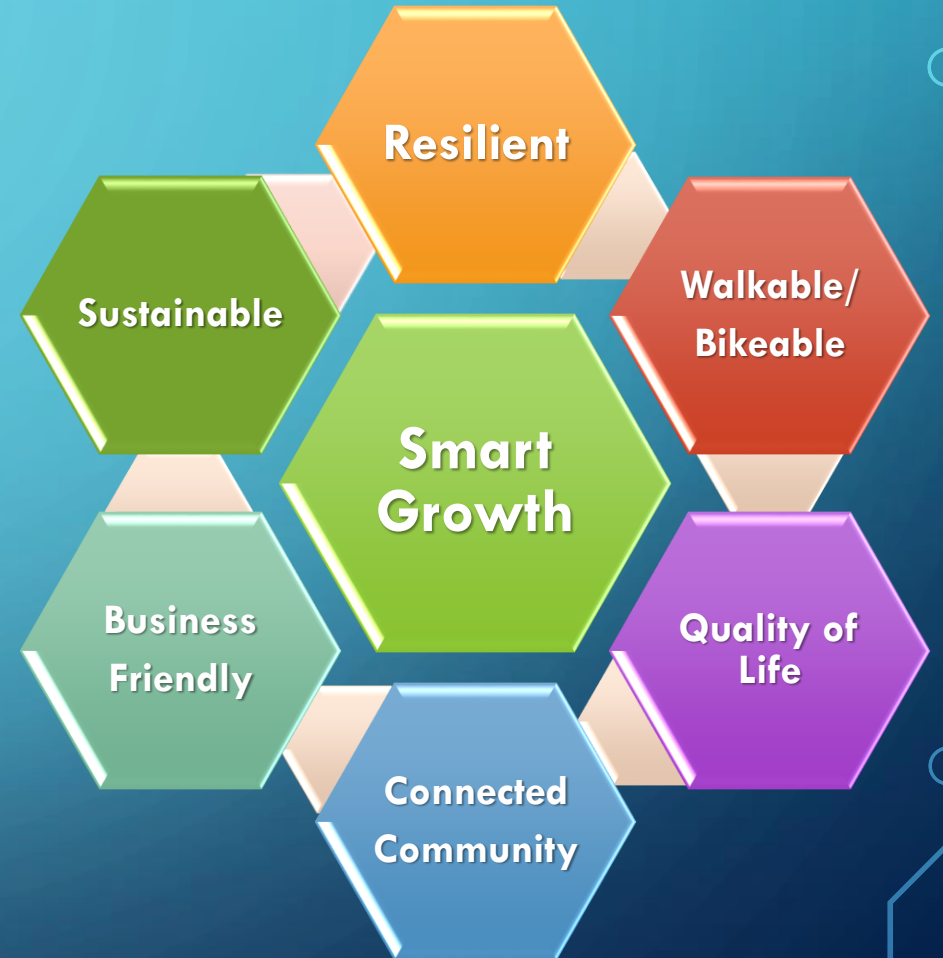 Resilient
Sustainable
Walkable/
Bikeable
Smart
Growth
Business
Friendly
Quality of
Life
Connected
Community